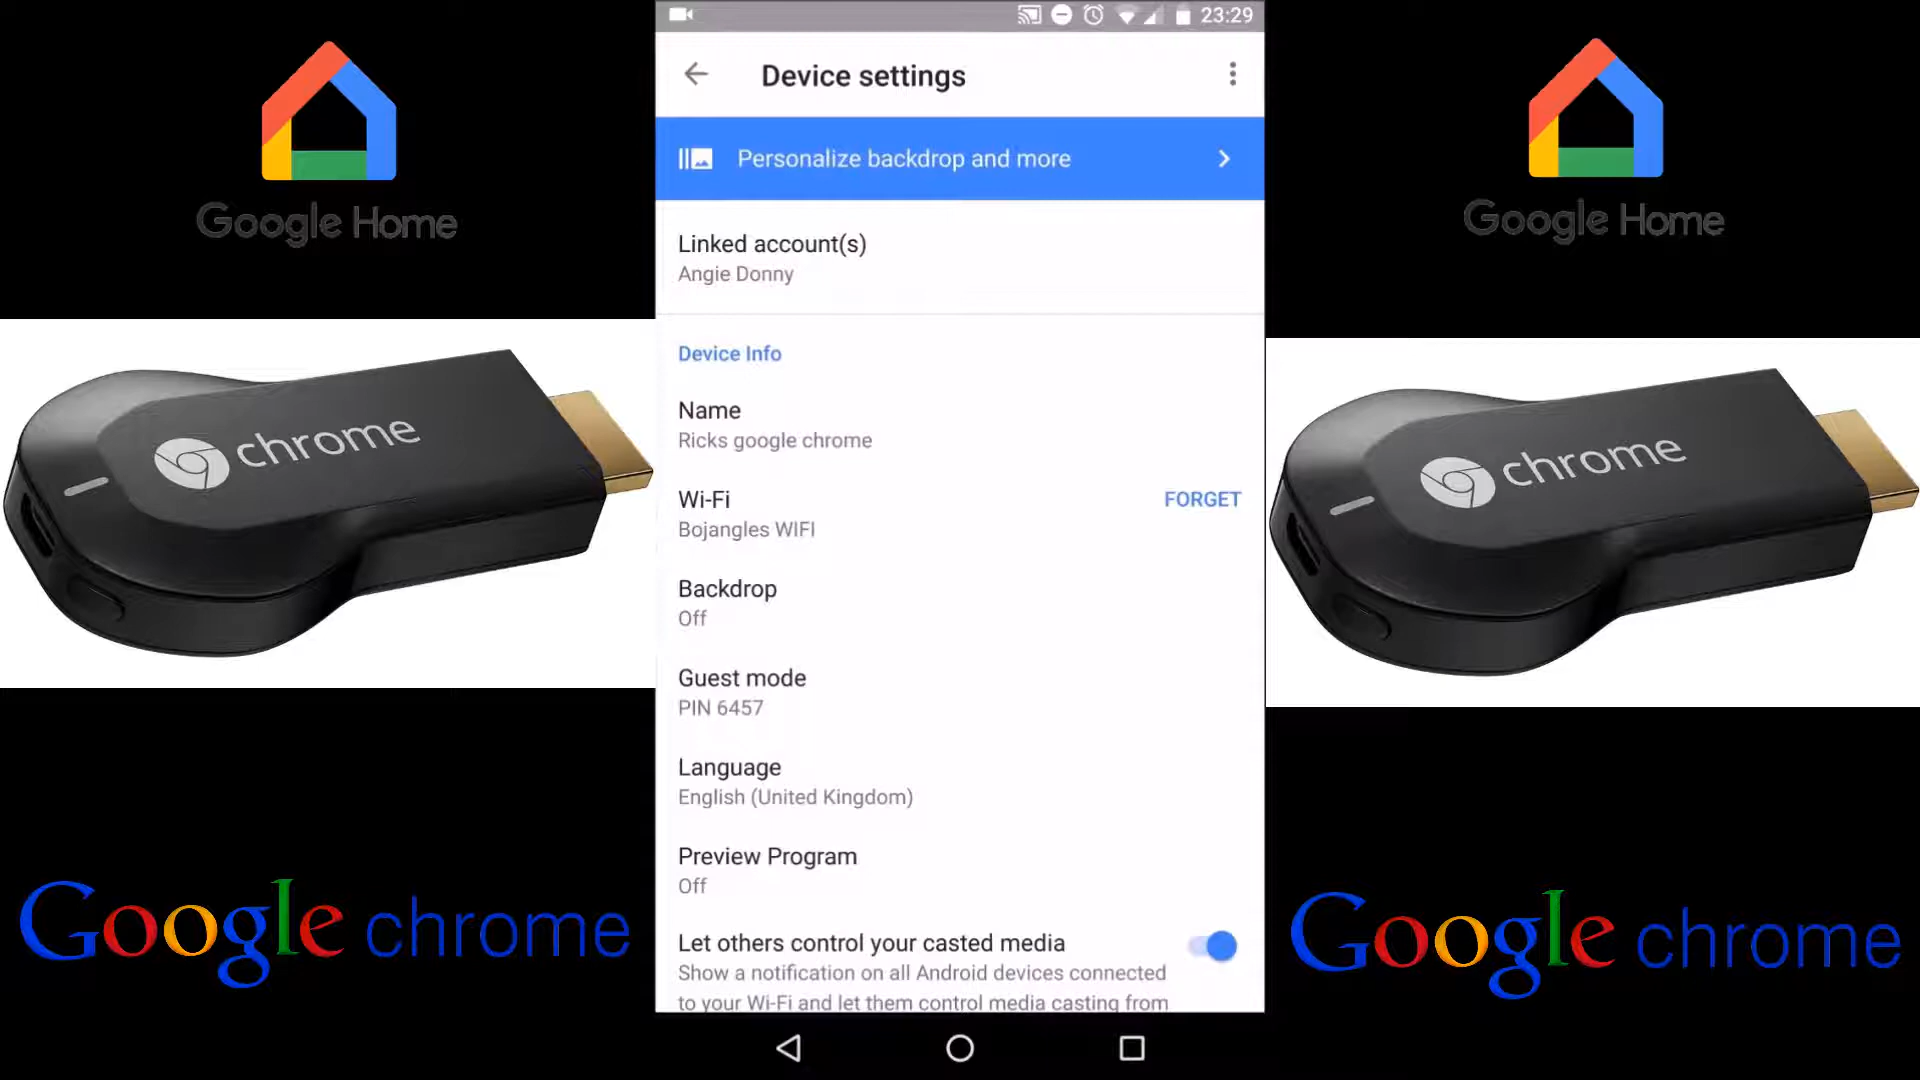 23:29
Device settings
Personalize backdrop and more
Linked account(s)
Angie Donny
Device Info
Name
Ricks google chrome
Wi-Fi
FORGET
Bojangles WIFI
Backdrop
Off
Guest mode
PIN 6457
Language
English (United Kingdom)
Preview Program
Off
Let others control your casted media
Show a notification on all Android devices connected
to your Wi-Fi and let them control media casting from
Google Home
chrome
Google chrome
Google Home
chrome
Google chrome